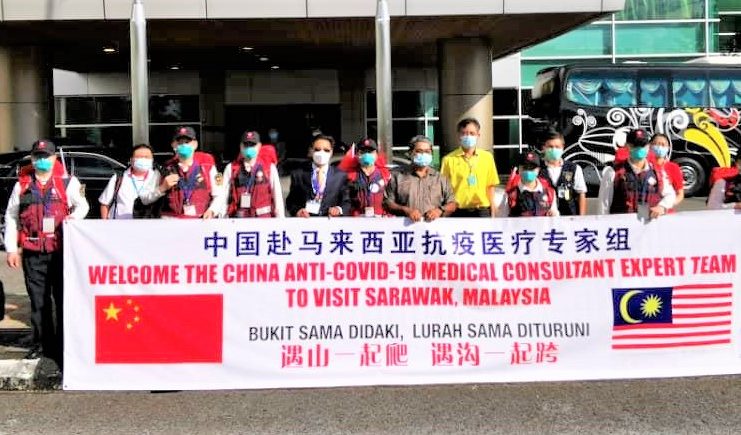 中国赴马来西亚抗疫医疗专家组
WELCOME THE CHINA ANTI-COVID-19 MEDICAL CONSULTANT EXPERT TEAM
TO VISIT SARAWAK, MALAYSIA
BUKIT SAMA DIDAKI, LURAH SAMA DITURUNI
遇山一起爬 遇沟一起跨